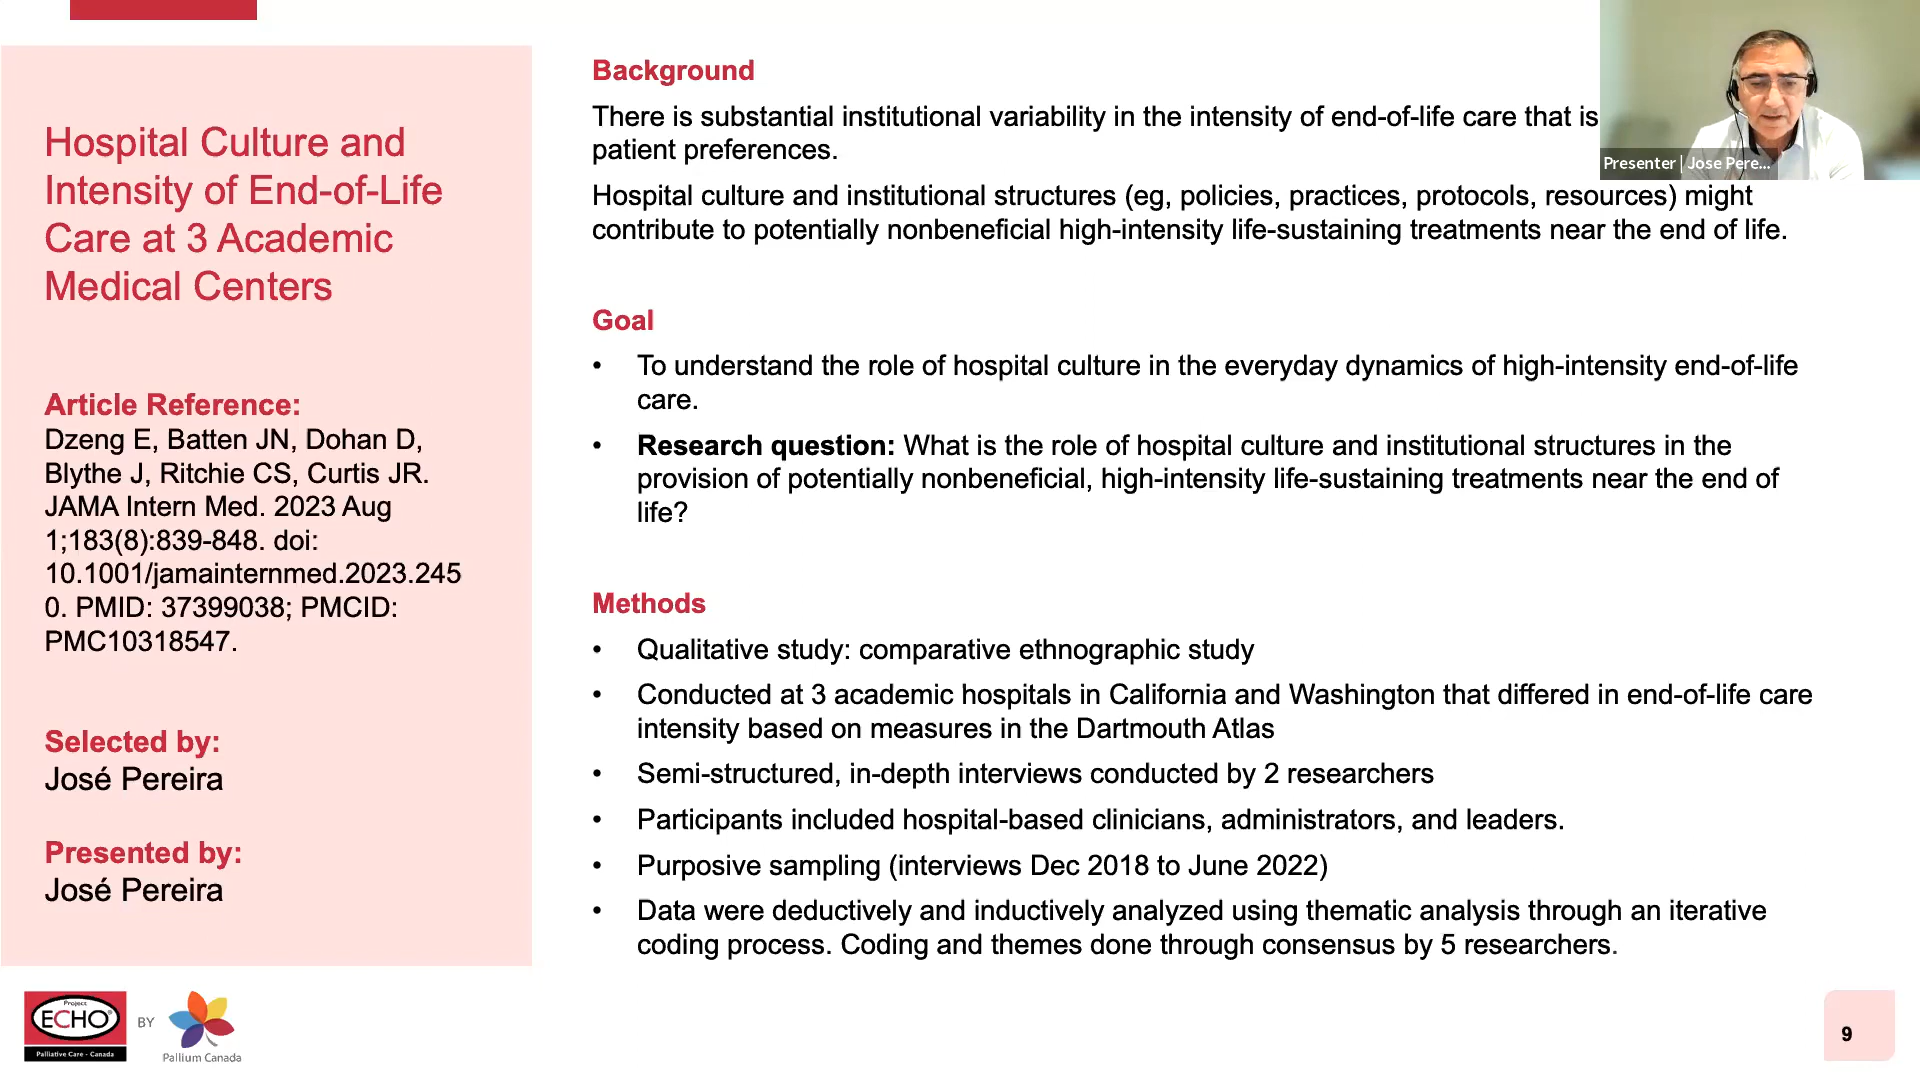 Hospital Culture and
Intensity of End-of-Life
Care at 3 Academic
Medical Centers
Article Reference:
Dzeng E, Batten JN, Dohan D,
Blythe J, Ritchie CS, Curtis JR.
JAMA Intern Med. 2023 Aug
1;183(8):839-848. doi:
10.1001/jamainternmed.2023.245
0. PMID: 37399038; PMCID:
PMC10318547.
Selected by:
José Pereira
Presented by:
José Pereira
Background
There is substantial institutional variability in the intensity of end-of-life care that is
patient preferences.
Hospital culture and institutional structures (eg, policies, practices, protocols, resources) might
contribute to potentially nonbeneficial high-intensity life-sustaining treatments near the end of life.
Goal
• To understand the role of hospital culture in the everyday dynamics of high-intensity end-of-life
care.
• Research question: What is the role of hospital culture and institutional structures in the
provision of potentially nonbeneficial, high-intensity life-sustaining treatments near the end of
life?
Methods
• Qualitative study: comparative ethnographic study
• Conducted at 3 academic hospitals in California and Washington that differed in end-of-life care
intensity based on measures in the Dartmouth Atlas
• Semi-structured, in-depth interviews conducted by 2 researchers
• Participants included hospital-based clinicians, administrators, and leaders.
• Purposive sampling (interviews Dec 2018 to June 2022)
• Data were deductively and inductively analyzed using thematic analysis through an iterative
coding process. Coding and themes done through consensus by 5 researchers.
Presenter | Jose Pere...
Project
ECHO®
Palliative Care - Canada
BY
Pallium Canada
9